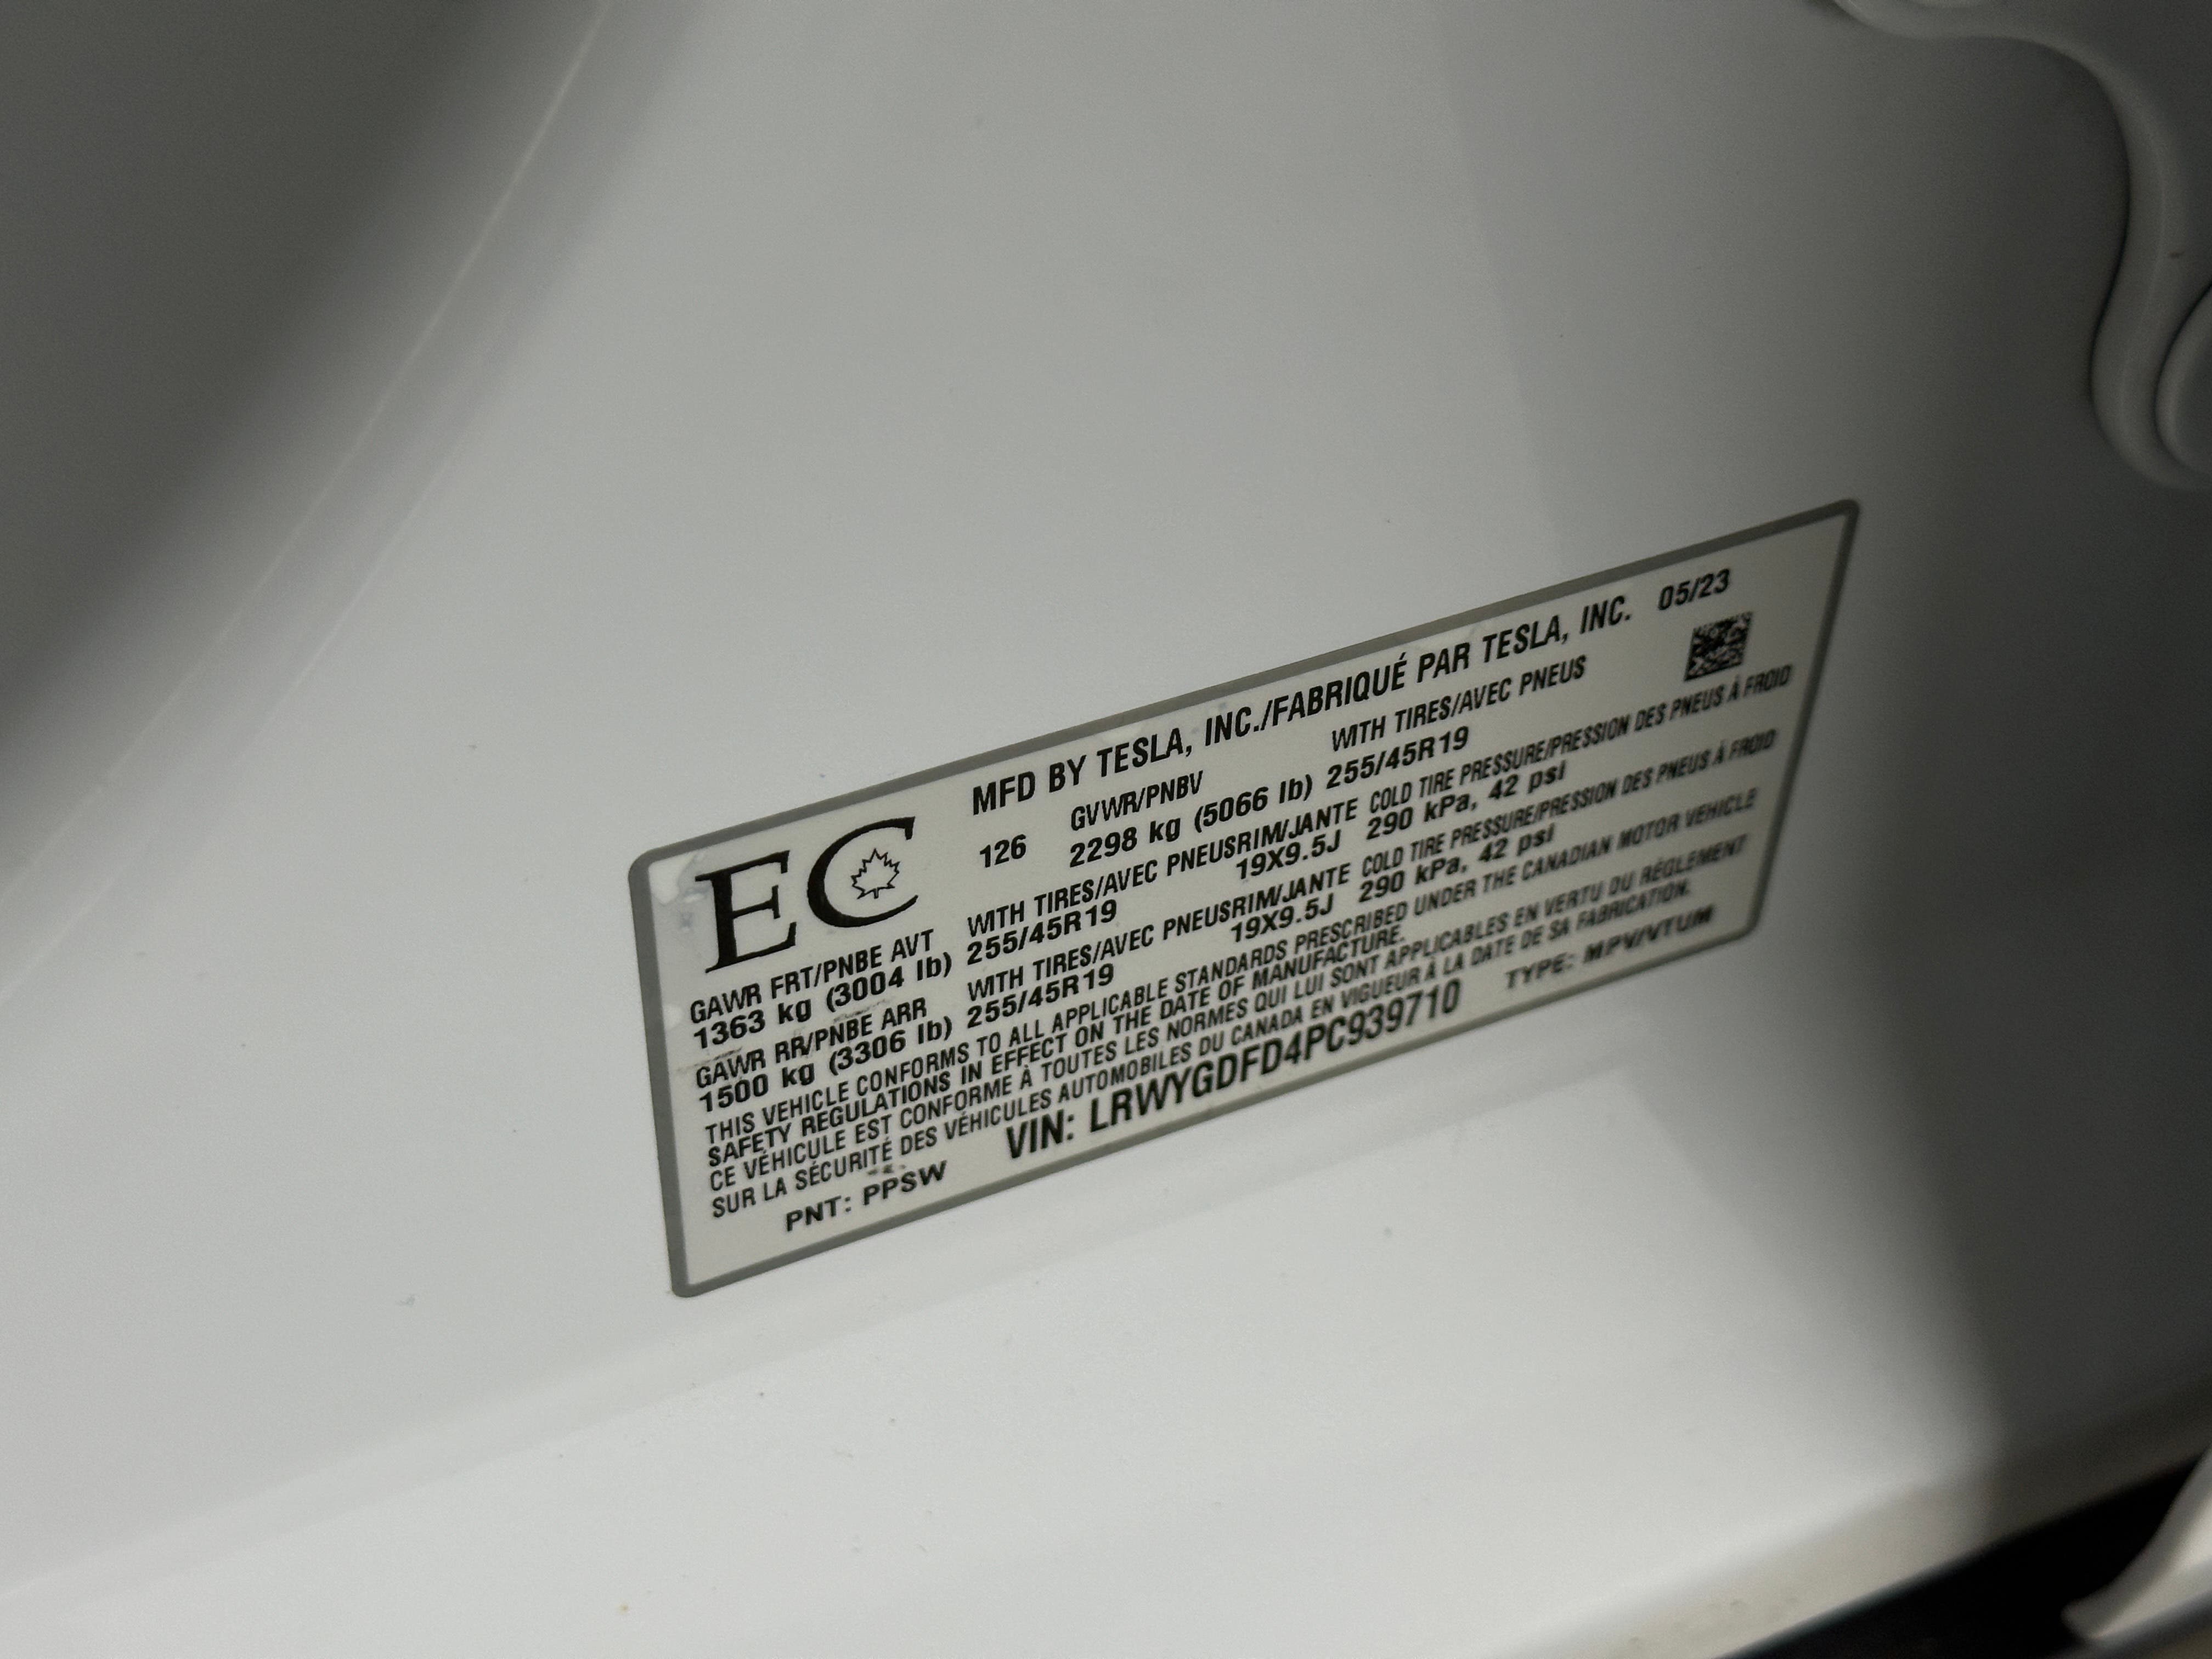 MFD BY TESLA, INC./FABRIQUÉ PAR TESLA, INC. 05/23
EC
126
GVWR/PNBV WITH TIRES/AVEC PNEUS
2298 kg (5066 lb) 255/45R19
GAWR FRT/PNBE AVT WITH TIRES/AVEC PNEUSRIM/JANTE COLD TIRE PRESSURE/PRESSION DES PNEUS À FROID
1363 kg (3004 lb) 255/45R19 19X9.5J 290 kPa, 42 psi
GAWR RR/PNBE ARR WITH TIRES/AVEC PNEUSRIM/JANTE COLD TIRE PRESSURE/PRESSION DES PNEUS À FROID
1500 kg (3306 lb) 255/45R19 19X9.5J 290 kPa, 42 psi
THIS VEHICLE CONFORMS TO ALL APPLICABLE STANDARDS PRESCRIBED UNDER THE CANADIAN MOTOR VEHICLE
SAFETY REGULATIONS IN EFFECT ON THE DATE OF MANUFACTURE.
CE VÉHICULE EST CONFORME À TOUTES LES NORMES QUI LUI SONT APPLICABLES EN VERTU DU RÈGLEMENT
SUR LA SÉCURITÉ DES VÉHICULES AUTOMOBILES DU CANADA EN VIGUEUR À LA DATE DE SA FABRICATION.
PNT: PPSW VIN: LRWYGDFD4PC939710 TYPE: MPV/VTUM